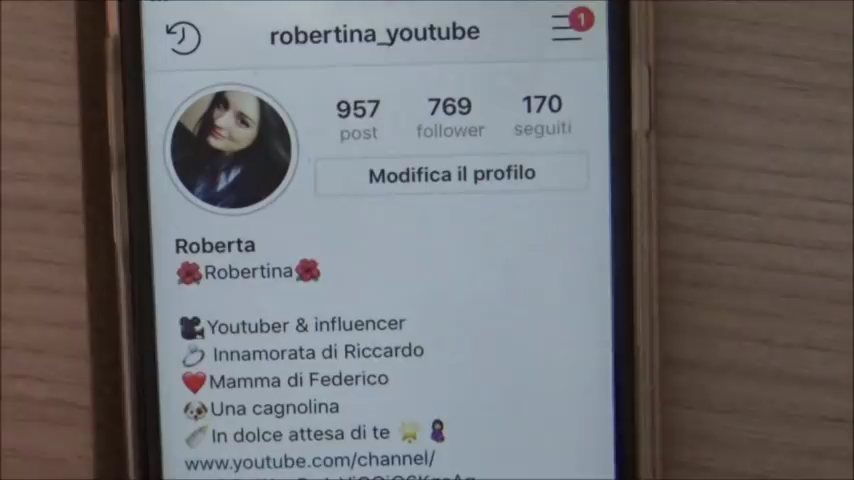 robertina_youtube
1
957 769 170
post follower seguiti
Modifica il profilo
Roberta
🌺Robertina🌺
🎥Youtuber & influencer
💍 Innamorata di Riccardo
❤️Mamma di Federico
🐶Una cagnolina
🍼In dolce attesa di te
www.youtube.com/channel/